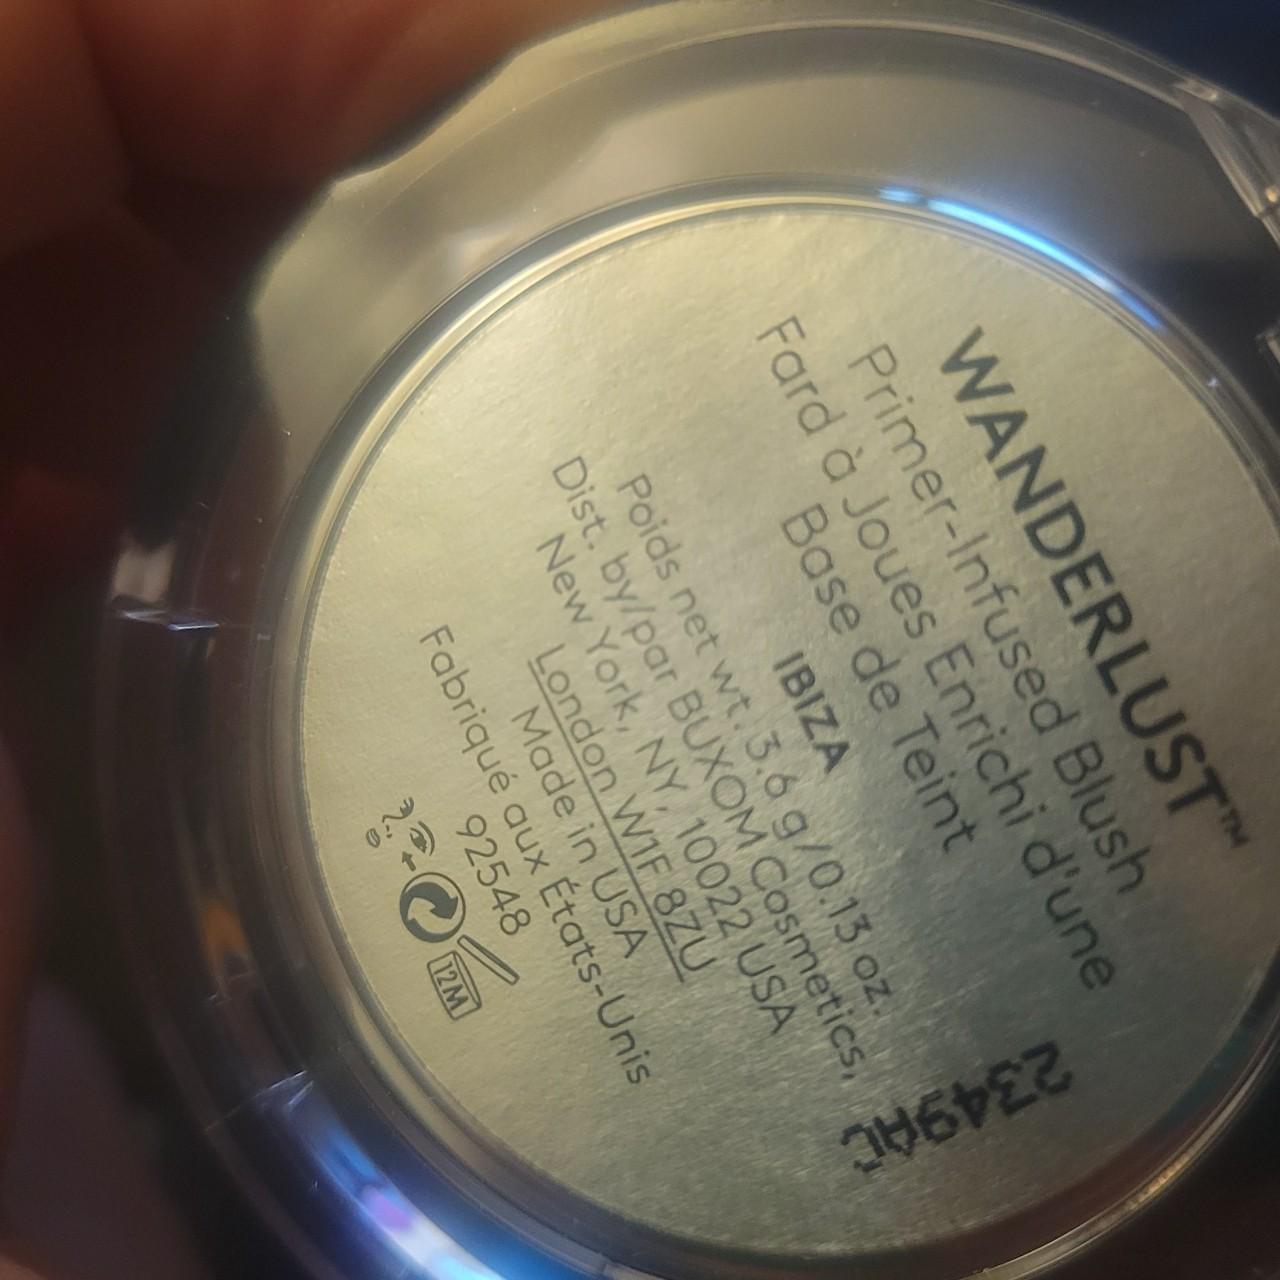 WANDERLUST™
Primer-Infused Blush
Fard à Joues Enrichi d'une
Base de Teint
IBIZA
Poids net wt. 3.6 g/0.13 oz.
Dist. by/par BUXOM Cosmetics,
New York, NY, 10022 USA
London W1F 8ZU
Made in USA
Fabriqué aux États-Unis
92548
12M
2349AC